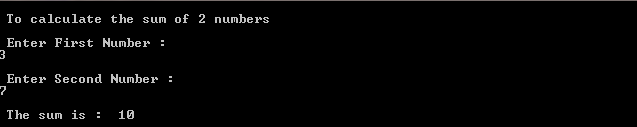 To calculate the sum of 2 numbers
Enter First Number :
3
Enter Second Number :
7
The sum is :  10